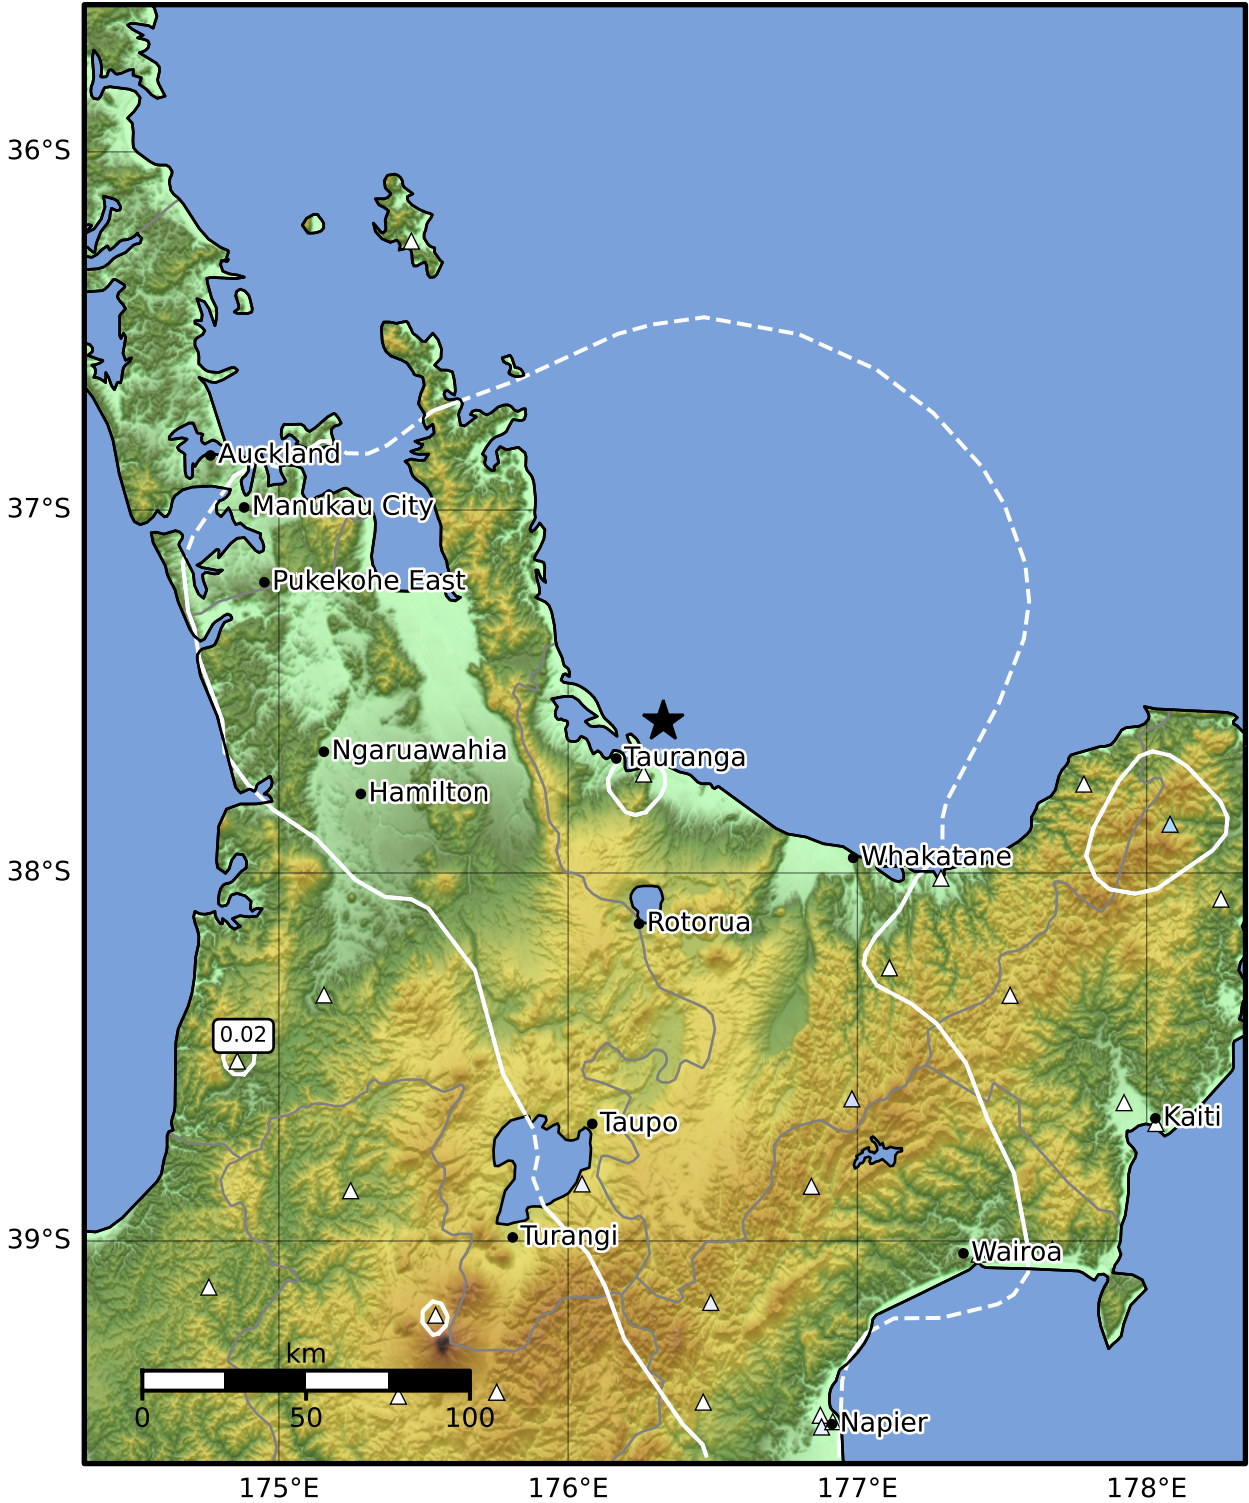 36°S
Auckland
37°S
Manukau City
Pukekohe East
Ngaruawahia
Tauranga
Hamilton
38°S
Whakatane
Rotorua
0.02
Taupo
Kaiti
39°S
Turangi
Wairoa
km
0 50 100
Napier
175°E 176°E 177°E 178°E